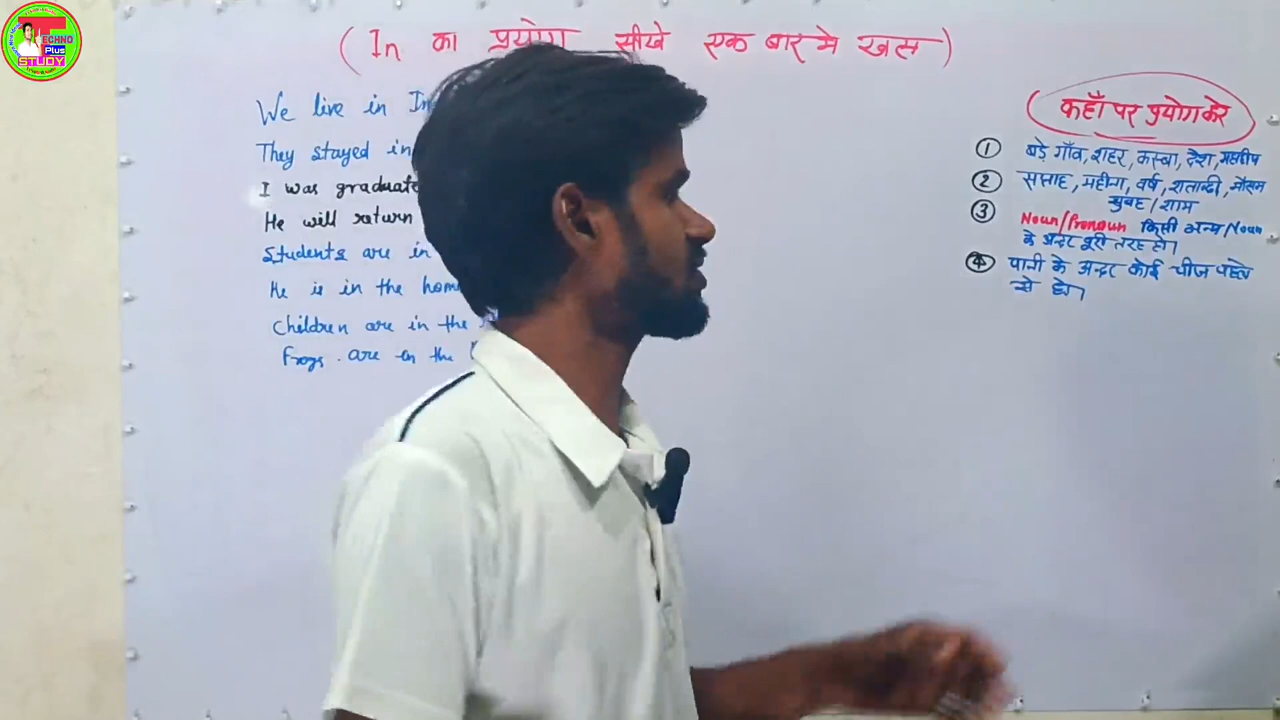 TECHNO
Plus
STUDY
(In का प्रयोग सीखे एक बार मे खत्म)
We live in In
They stayed in
I was graduate
He will return
Students are in
He is in the hom
Children are in the
Frogs are in the
(कहाँ पर प्रयोग करे
① बड़े गाँव, शहर, कस्बा, देश, महाद्वीप
② सप्ताह, महीना, वर्ष, शताब्दी, मौसम
सुबह/शाम
③ Noun/Pronoun किसी अन्य Noun
के अन्दर पूरी तरह हो।
④ पानी के अन्दर कोई चीज पहले
से हो।